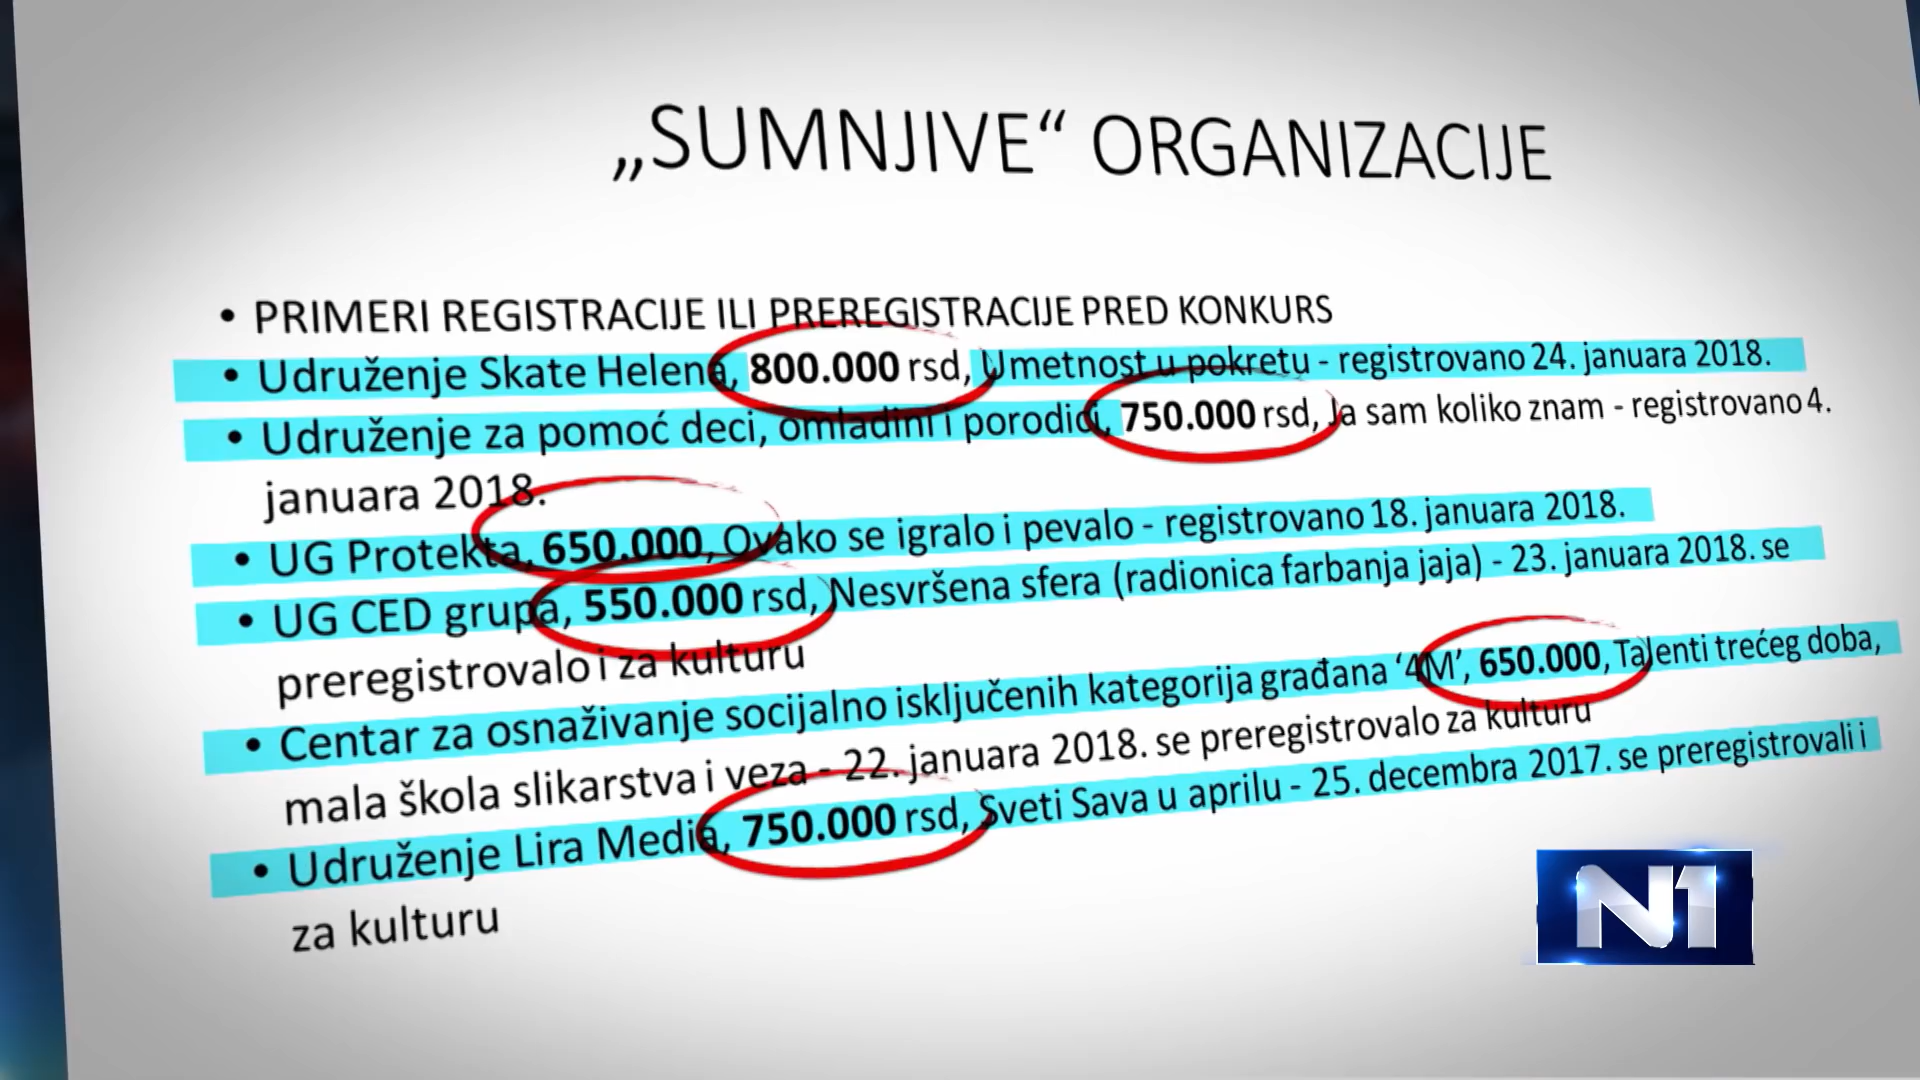 „SUMNJIVE“ ORGANIZACIJE
• PRIMERI REGISTRACIJE ILI PREREGISTRACIJE PRED KONKURS
• Udruženje Skate Helena, 800.000 rsd, Umetnost u pokretu - registrovano 24. januara 2018.
• Udruženje za pomoć deci, omladini i porodici, 750.000 rsd, Ja sam koliko znam - registrovano 4.
januara 2018.
• UG Protekta, 650.000, Ovako se igralo i pevalo - registrovano 18. januara 2018.
• UG CED grupa, 550.000 rsd, Nesvršena sfera (radionica farbanja jaja) - 23. januara 2018. se
preregistrovalo i za kulturu
• Centar za osnaživanje socijalno isključenih kategorija građana ‘4M’, 650.000, Talenti trećeg doba,
mala škola slikarstva i veza - 22. januara 2018. se preregistrovalo za kulturu
• Udruženje Lira Media, 750.000 rsd, Sveti Sava u aprilu - 25. decembra 2017. se preregistrovali i
za kulturu
N1